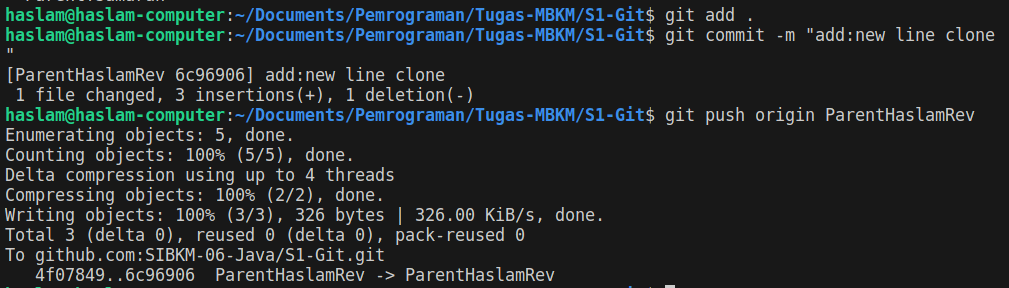 haslam@haslam-computer:~/Documents/Pemrograman/Tugas-MBKM/S1-Git$ git add .
haslam@haslam-computer:~/Documents/Pemrograman/Tugas-MBKM/S1-Git$ git commit -m "add:new line clone
"
[ParentHaslamRev 6c96906] add:new line clone
 1 file changed, 3 insertions(+), 1 deletion(-)
haslam@haslam-computer:~/Documents/Pemrograman/Tugas-MBKM/S1-Git$ git push origin ParentHaslamRev
Enumerating objects: 5, done.
Counting objects: 100% (5/5), done.
Delta compression using up to 4 threads
Compressing objects: 100% (2/2), done.
Writing objects: 100% (3/3), 326 bytes | 326.00 KiB/s, done.
Total 3 (delta 0), reused 0 (delta 0), pack-reused 0
To github.com:SIBKM-06-Java/S1-Git.git
   4f07849..6c96906  ParentHaslamRev -> ParentHaslamRev